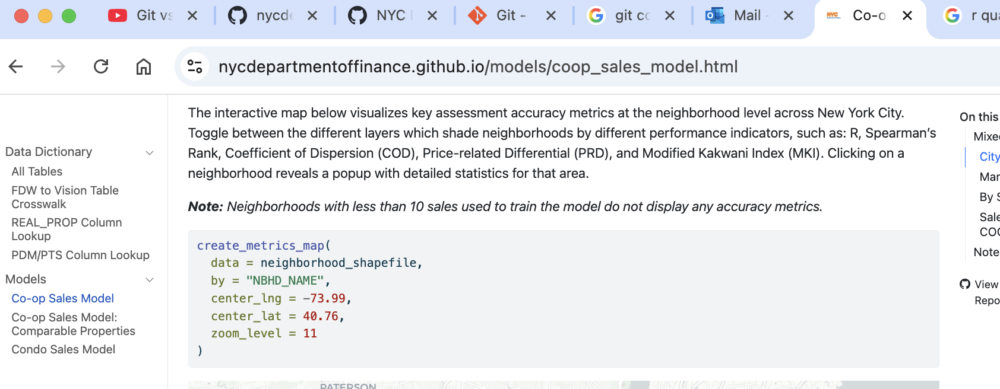 Git vs
nycde
NYC
Git -
git co
Mail -
NYC
Co-o
r qua
nycdepartmentoffinance.github.io/models/coop_sales_model.html
Data Dictionary
All Tables
FDW to Vision Table
Crosswalk
REAL_PROP Column
Lookup
PDM/PTS Column Lookup
Models
Co-op Sales Model
Co-op Sales Model:
Comparable Properties
Condo Sales Model
The interactive map below visualizes key assessment accuracy metrics at the neighborhood level across New York City.
Toggle between the different layers which shade neighborhoods by different performance indicators, such as: R, Spearman’s
Rank, Coefficient of Dispersion (COD), Price-related Differential (PRD), and Modified Kakwani Index (MKI). Clicking on a
neighborhood reveals a popup with detailed statistics for that area.
Note: Neighborhoods with less than 10 sales used to train the model do not display any accuracy metrics.
create_metrics_map(
data = neighborhood_shapefile,
by = "NBHD_NAME",
center_lng = -73.99,
center_lat = 40.76,
zoom_level = 11
)
PATERSON
On this
Mixe
City
Mar
By S
Sale
COO
Note
View
Repo